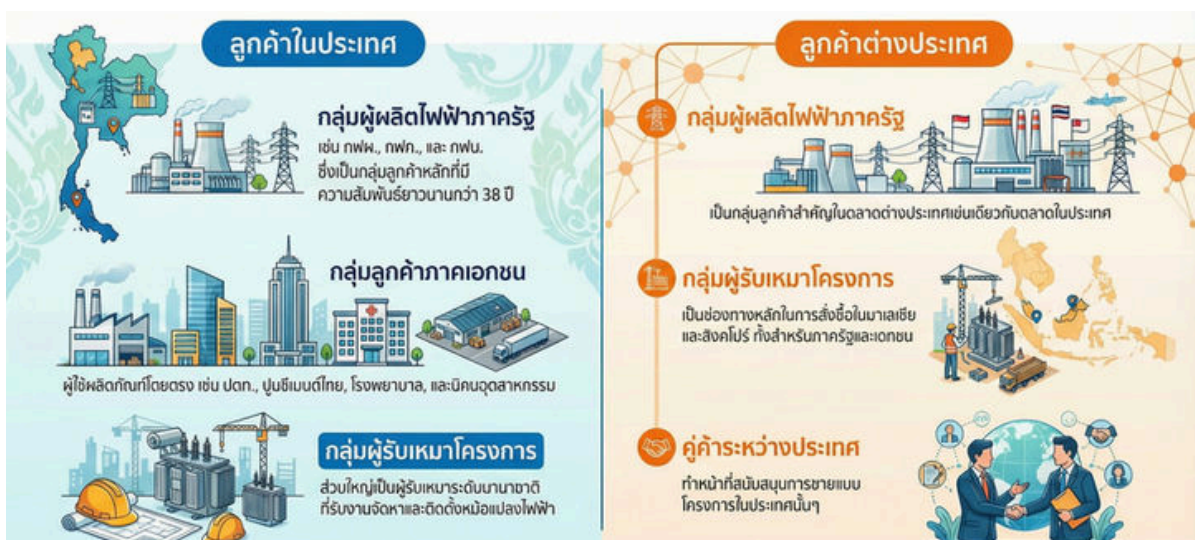 ลูกค้าในประเทศ
กลุ่มผู้ผลิตไฟฟ้าภาครัฐ
เช่น กฟผ., กฟภ., และ กฟน.
ซึ่งเป็นกลุ่มลูกค้าหลักที่มี
ความสัมพันธ์ยาวนานกว่า 38 ปี
กลุ่มลูกค้าภาคเอกชน
ผู้ใช้ผลิตภัณฑ์โดยตรง เช่น ปตท., ปูนซีเมนต์ไทย, โรงพยาบาล, และนิคมอุตสาหกรรม
กลุ่มผู้รับเหมาโครงการ
ส่วนใหญ่เป็นผู้รับเหมาระดับนานาชาติ
ที่รับงานจัดหาและติดตั้งหม้อแปลงไฟฟ้า
ลูกค้าต่างประเทศ
กลุ่มผู้ผลิตไฟฟ้าภาครัฐ
เป็นกลุ่มลูกค้าสำคัญในตลาดต่างประเทศเช่นเดียวกับตลาดในประเทศ
กลุ่มผู้รับเหมาโครงการ
เป็นช่องทางหลักในการสั่งซื้อในมาเลเซีย
และสิงคโปร์ ทั้งสำหรับภาครัฐและเอกชน
คู่ค้าระหว่างประเทศ
ทำหน้าที่สนับสนุนการขายแบบ
โครงการในประเทศนั้นๆ